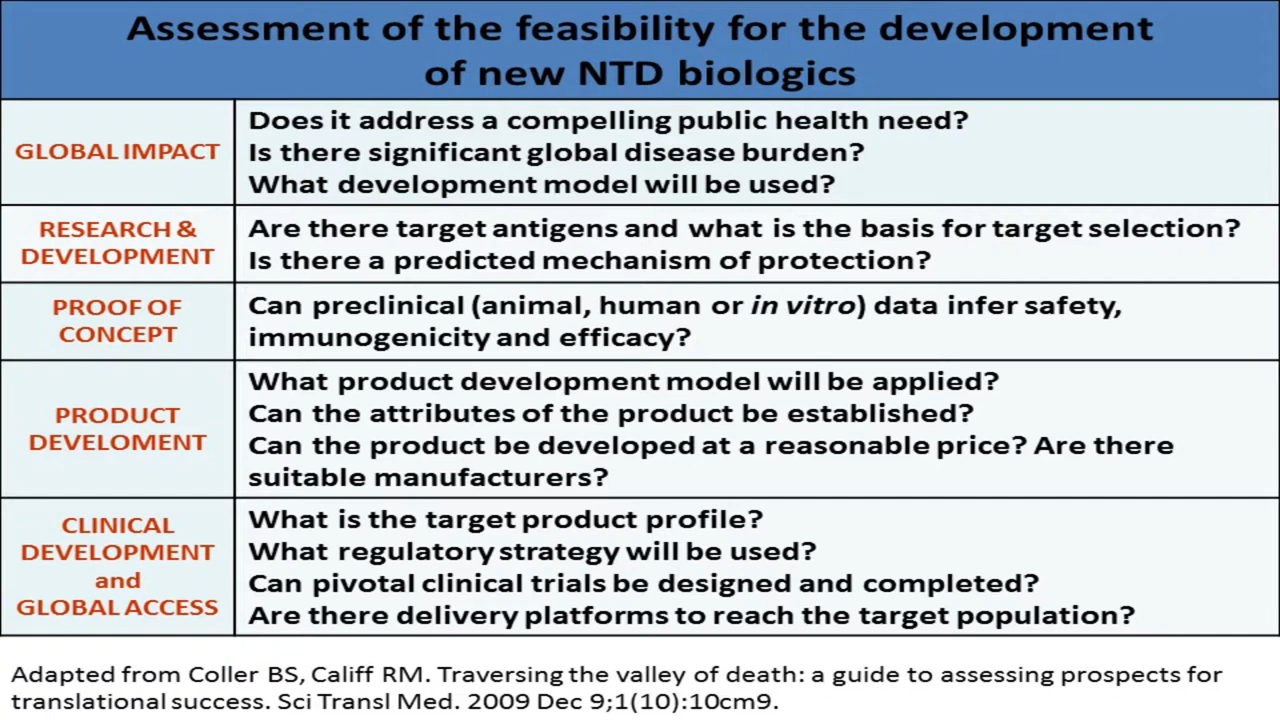 Assessment of the feasibility for the development
of new NTD biologics
GLOBAL IMPACT
Does it address a compelling public health need?
Is there significant global disease burden?
What development model will be used?
RESEARCH &
DEVELOPMENT
Are there target antigens and what is the basis for target selection?
Is there a predicted mechanism of protection?
PROOF OF
CONCEPT
Can preclinical (animal, human or in vitro) data infer safety,
immunogenicity and efficacy?
PRODUCT
DEVELOMENT
What product development model will be applied?
Can the attributes of the product be established?
Can the product be developed at a reasonable price? Are there
suitable manufacturers?
CLINICAL
DEVELOPMENT
and
GLOBAL ACCESS
What is the target product profile?
What regulatory strategy will be used?
Can pivotal clinical trials be designed and completed?
Are there delivery platforms to reach the target population?
Adapted from Coller BS, Califf RM. Traversing the valley of death: a guide to assessing prospects for
translational success. Sci Transl Med. 2009 Dec 9;1(10):10cm9.